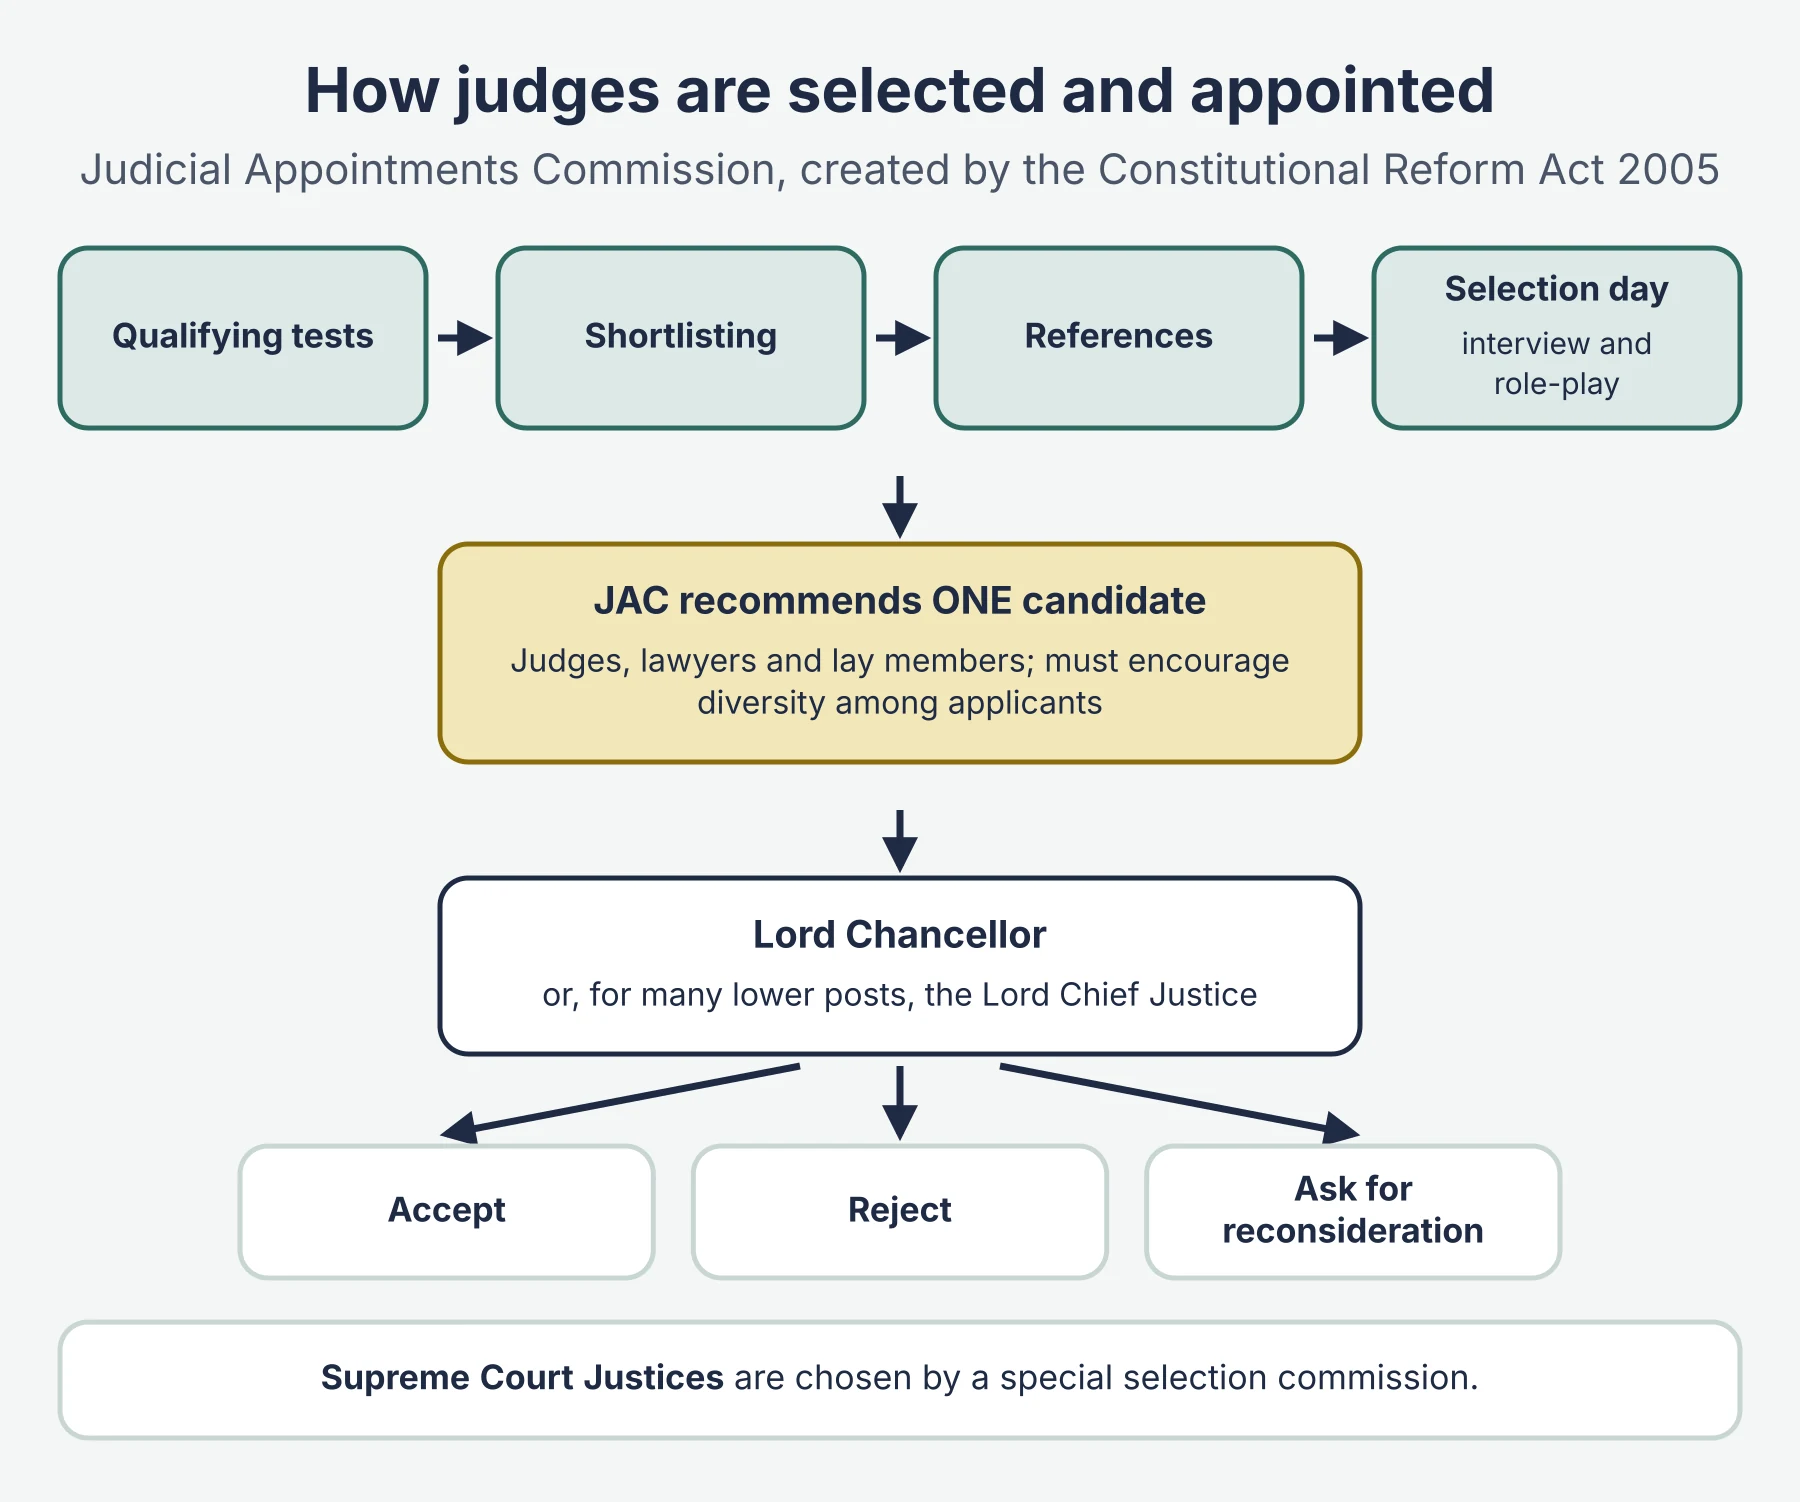 How judges are selected and appointed
Judicial Appointments Commission, created by the Constitutional Reform Act 2005
Qualifying tests
Shortlisting
References
Selection day
interview and
role-play
JAC recommends ONE candidate
Judges, lawyers and lay members; must encourage
diversity among applicants
Lord Chancellor
or, for many lower posts, the Lord Chief Justice
Accept
Reject
Ask for
reconsideration
Supreme Court Justices are chosen by a special selection commission.